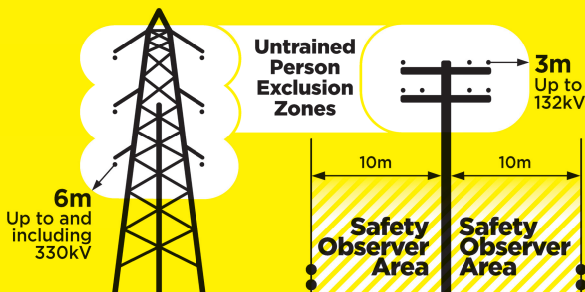 Untrained
Person
Exclusion
Zones
3m
Up to
132kV
6m
Up to and
including
330kV
10m
10m
Safety
Observer
Area
Safety
Observer
Area